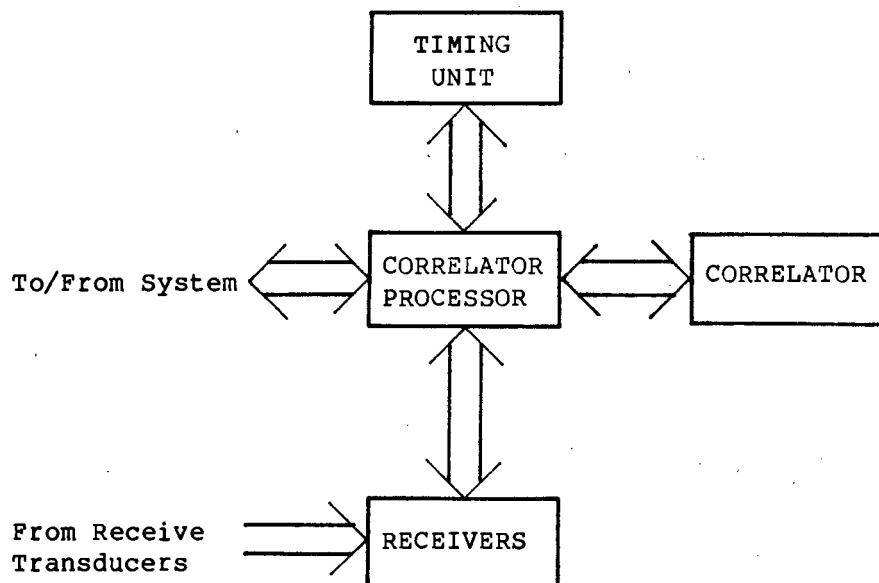 TIMING
UNIT
To/From System
CORRELATOR
PROCESSOR
CORRELATOR
From Receive
Transducers
RECEIVERS